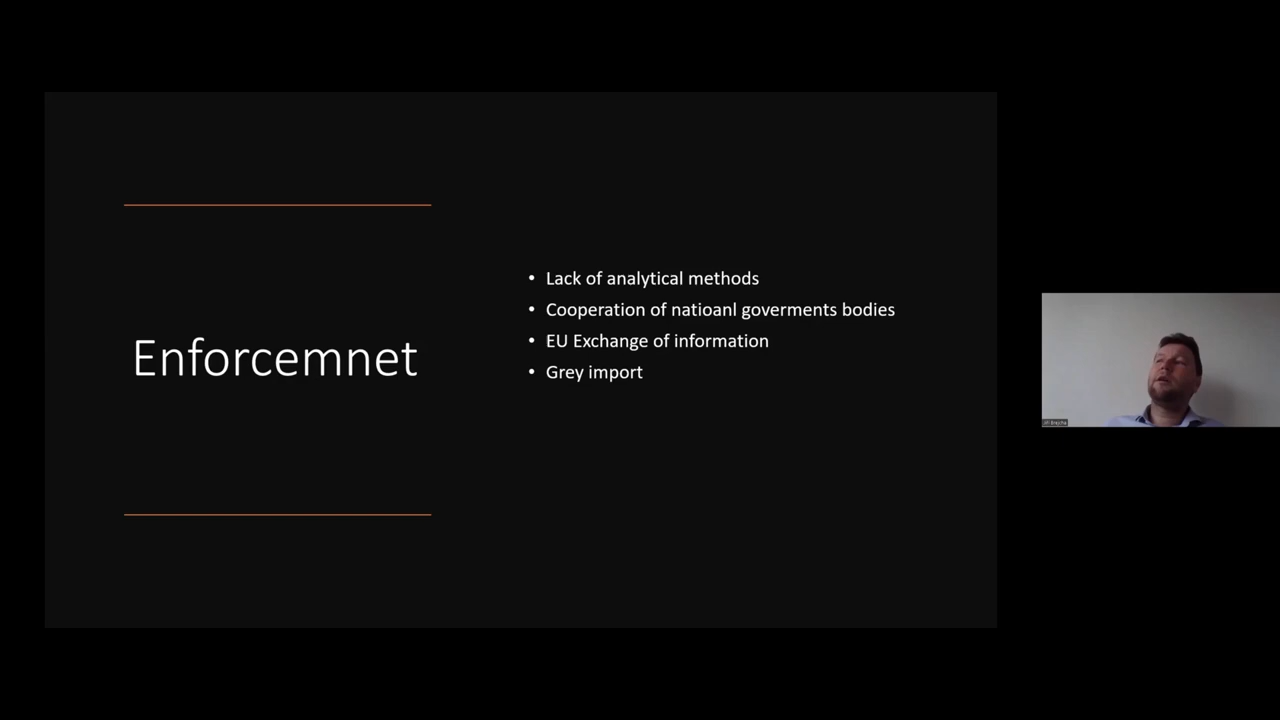 Enforcemnet
• Lack of analytical methods
• Cooperation of natioanl goverments bodies
• EU Exchange of information
• Grey import